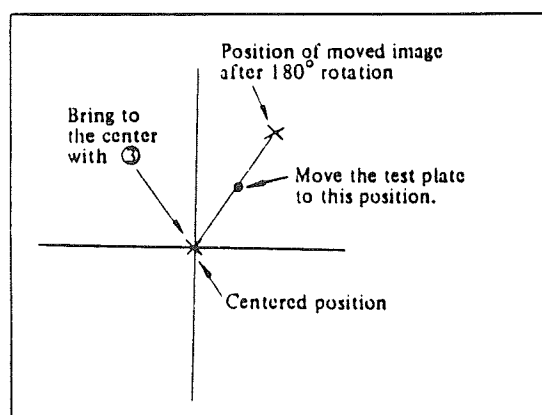 Position of moved image
after 180° rotation
Bring to
the center
with ③
Move the test plate
to this position.
Centered position